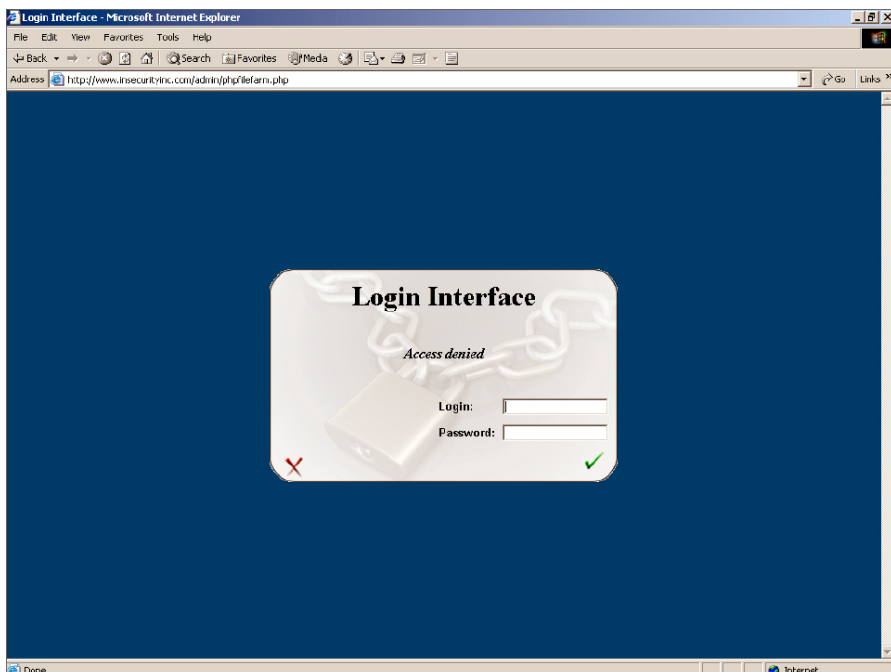 Login Interface - Microsoft Internet Explorer
File Edit View Favorites Tools Help
Back Search Favorites Media
Address http://www.insecurityinc.com/admin/phpfilefarm.php Go Links »
Login Interface
Access denied
Login:
Password:
Done Internet